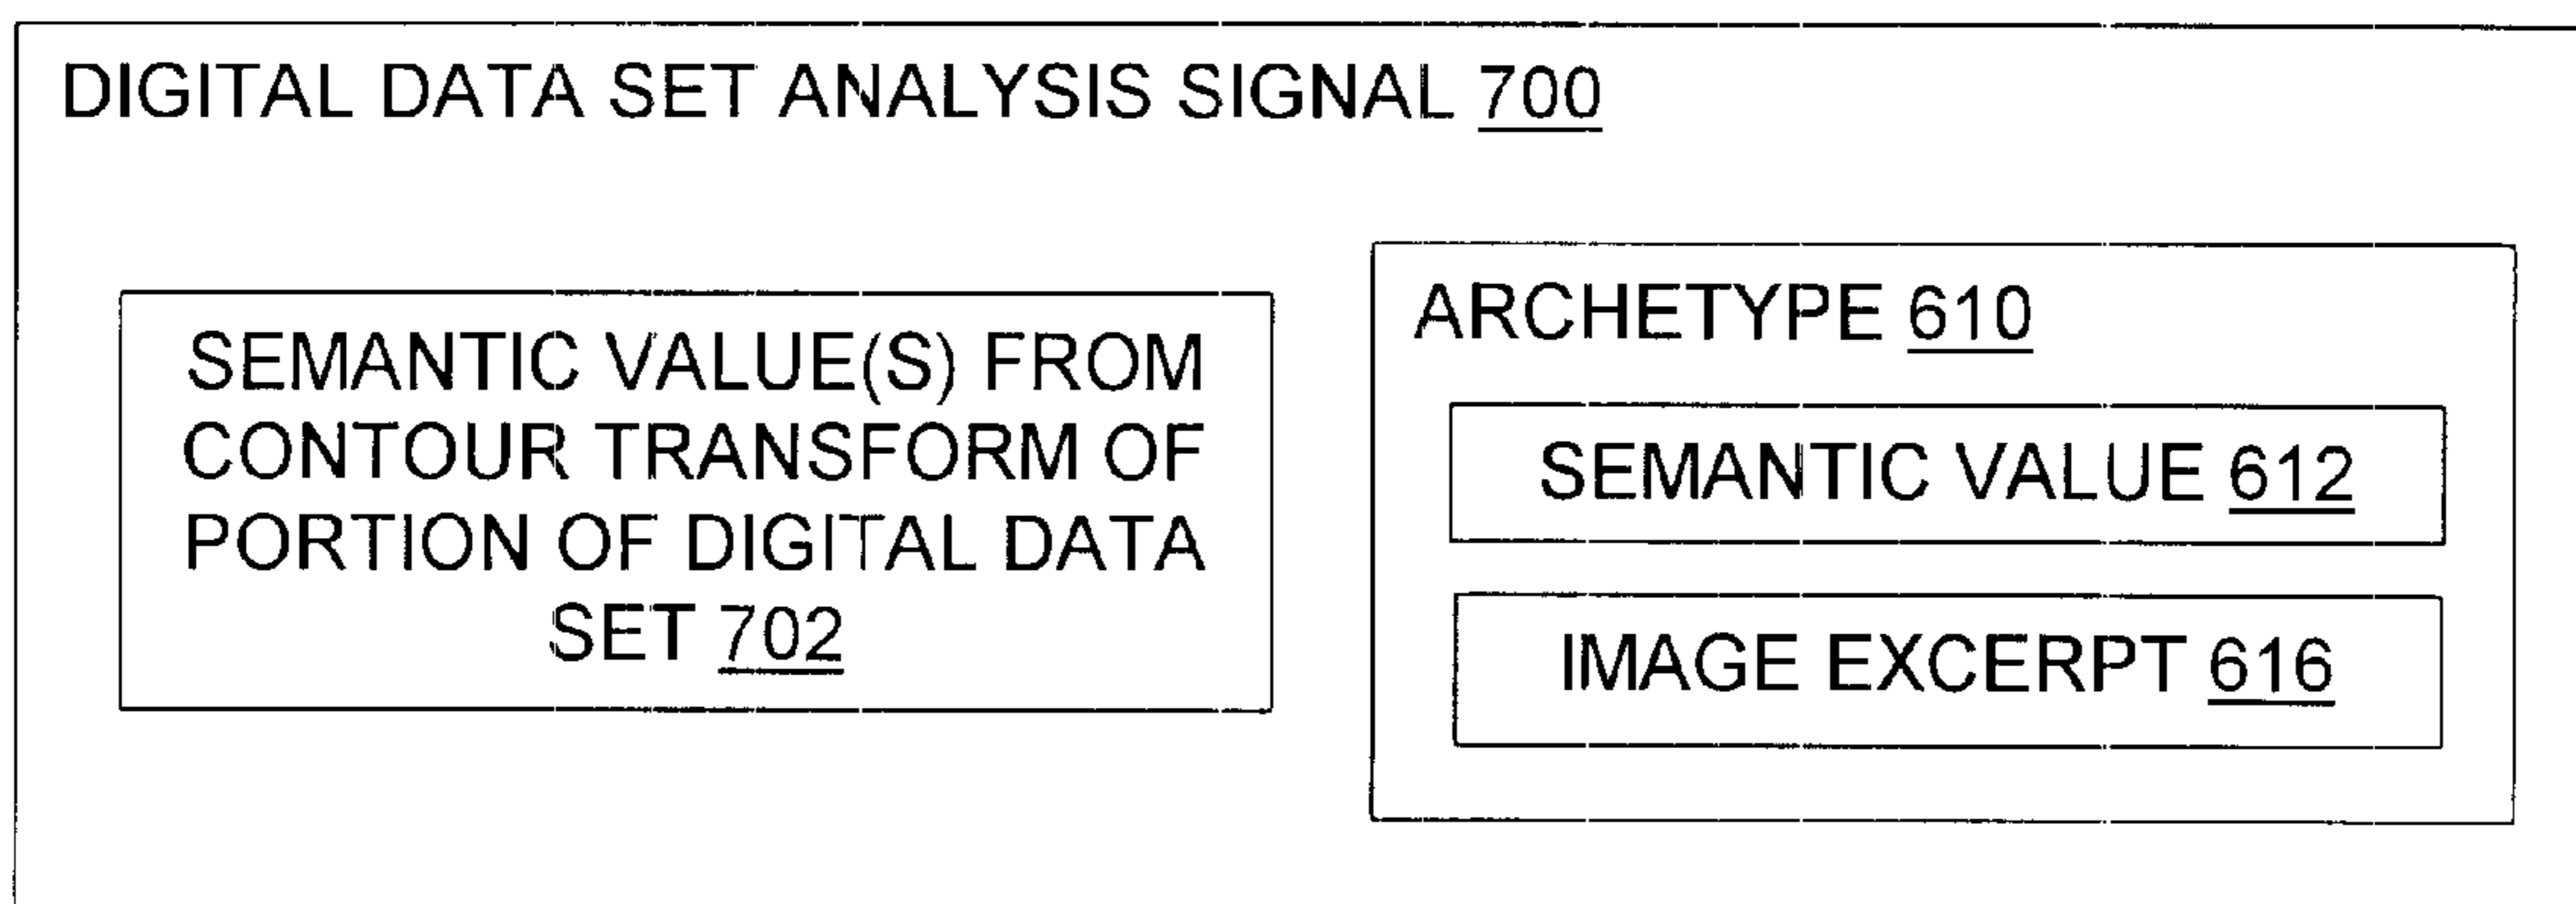 DIGITAL DATA SET ANALYSIS SIGNAL 700
SEMANTIC VALUE(S) FROM
CONTOUR TRANSFORM OF
PORTION OF DIGITAL DATA
SET 702
ARCHETYPE 610
SEMANTIC VALUE 612
IMAGE EXCERPT 616